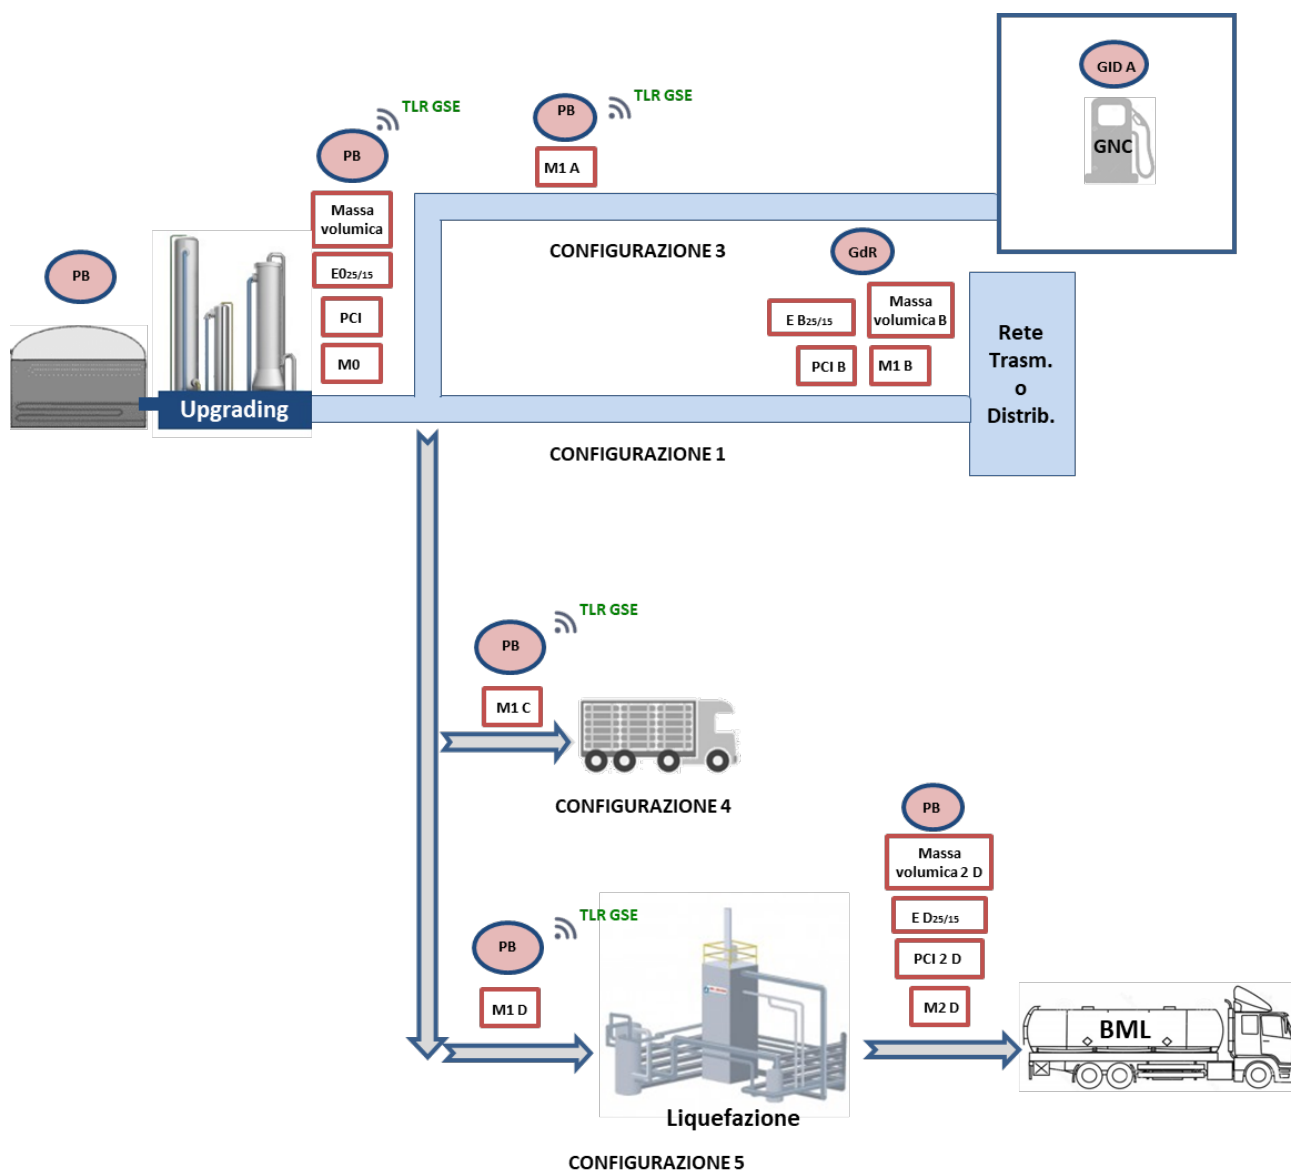 GID A
GNC
TLR GSE
PB
M1 A
TLR GSE
PB
Massa
volumica
E025/15
PCI
M0
PB
Upgrading
CONFIGURAZIONE 3
GdR
E B25/15
Massa
volumica B
PCI B
M1 B
Rete
Trasm.
o
Distrib.
CONFIGURAZIONE 1
TLR GSE
PB
M1 C
CONFIGURAZIONE 4
TLR GSE
PB
M1 D
Liquefazione
PB
Massa
volumica 2 D
E D25/15
PCI 2 D
M2 D
BML
CONFIGURAZIONE 5